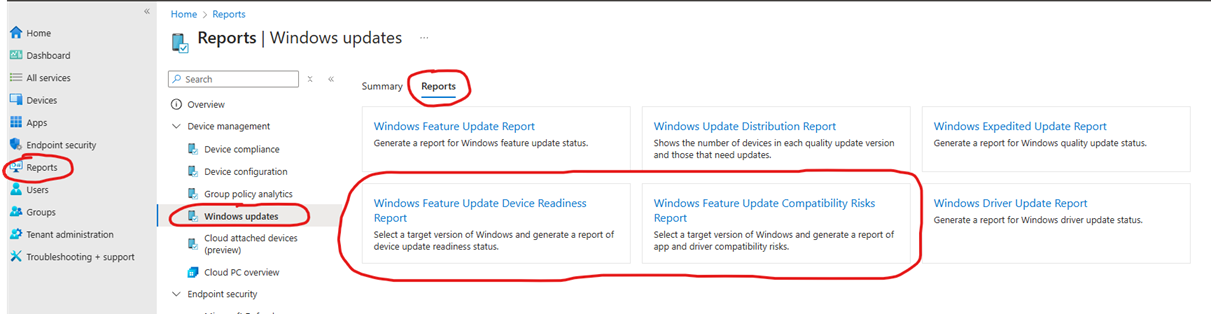 Home > Reports
Reports | Windows updates ...
Home
Dashboard
All services
Devices
Apps
Endpoint security
Reports
Users
Groups
Tenant administration
Troubleshooting + support
Search
Overview
Device management
Device compliance
Device configuration
Group policy analytics
Windows updates
Cloud attached devices
(preview)
Cloud PC overview
Endpoint security
Summary Reports
Windows Feature Update Report
Generate a report for Windows feature update status.
Windows Update Distribution Report
Shows the number of devices in each quality update version
and those that need updates.
Windows Expedited Update Report
Generate a report for Windows quality update status.
Windows Feature Update Device Readiness
Report
Select a target version of Windows and generate a report of
device update readiness status.
Windows Feature Update Compatibility Risks
Report
Select a target version of Windows and generate a report of
app and driver compatibility risks.
Windows Driver Update Report
Generate a report for Windows driver update status.